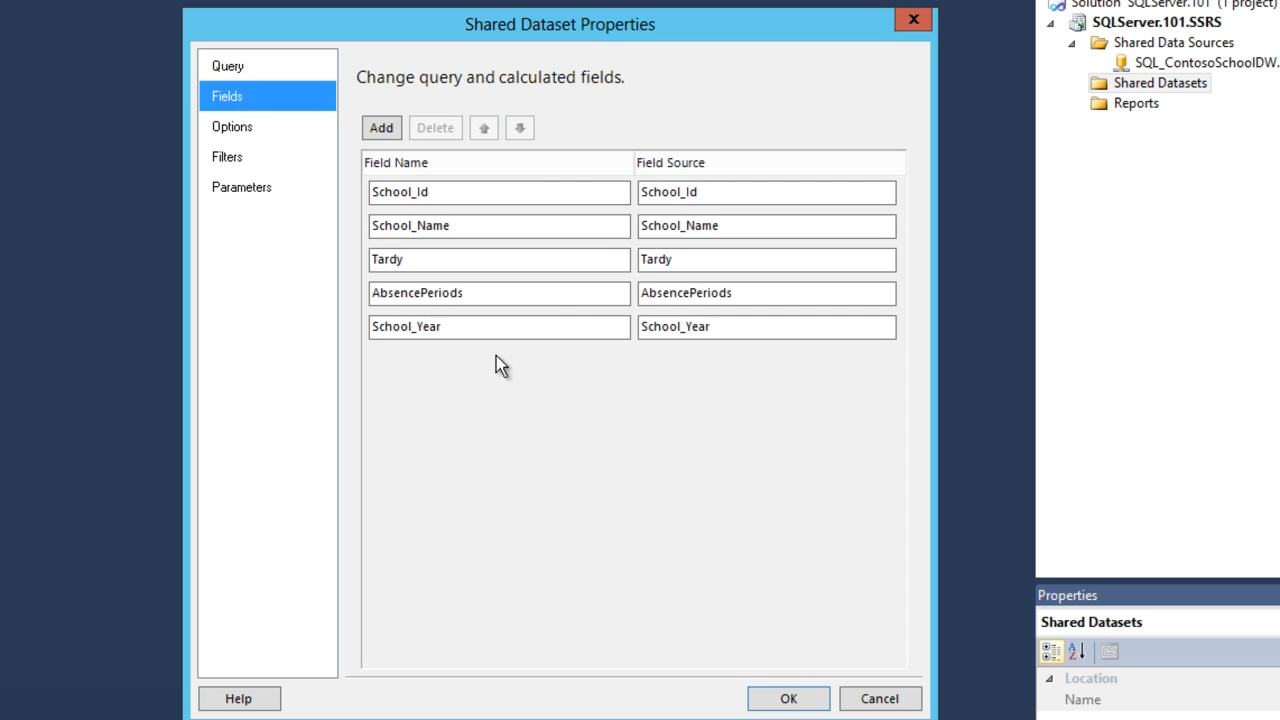 Shared Dataset Properties
x
Query
Fields
Options
Filters
Parameters
Change query and calculated fields.
Add
Delete
Field Name
Field Source
School_Id
School_Id
School_Name
School_Name
Tardy
Tardy
AbsencePeriods
AbsencePeriods
School_Year
School_Year
Help
OK
Cancel
Solution 'SQLServer.101' (1 project)
SQLServer.101.SSRS
Shared Data Sources
SQL_ContosoSchoolDW.
Shared Datasets
Reports
Properties
Shared Datasets
AZ
Location
Name